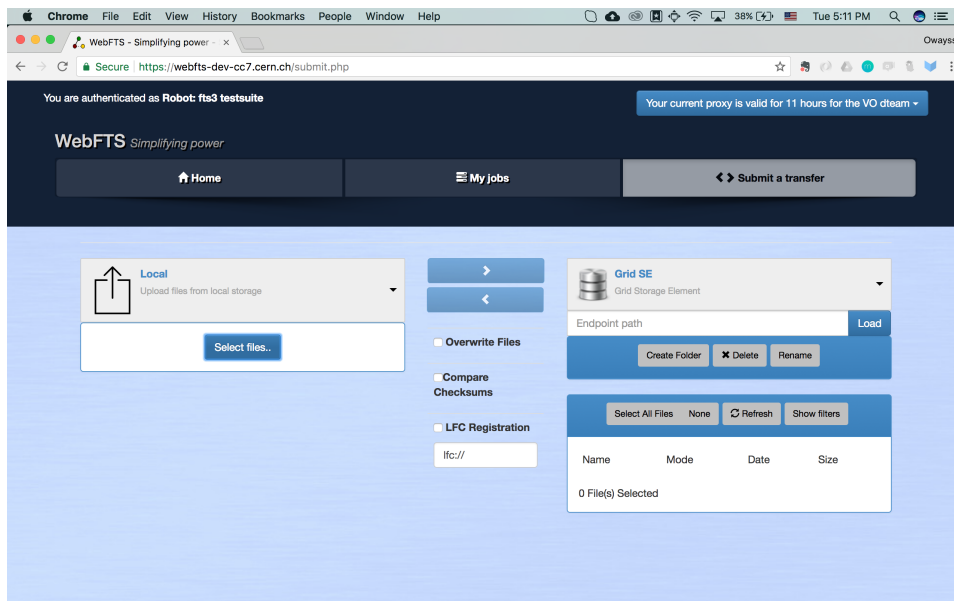 Chrome File Edit View History Bookmarks People Window Help 38% Tue 5:11 PM
WebFTS - Simplifying power - ×
Owayss
Secure https://webfts-dev-cc7.cern.ch/submit.php
You are authenticated as Robot: fts3 testsuite
Your current proxy is valid for 11 hours for the VO dteam
WebFTS Simplifying power
Home My jobs Submit a transfer
Local
Upload files from local storage
Select files..
Overwrite Files
Compare
Checksums
LFC Registration
lfc://
Grid SE
Grid Storage Element
Endpoint path Load
Create Folder Delete Rename
Select All Files None Refresh Show filters
Name Mode Date Size
0 File(s) Selected